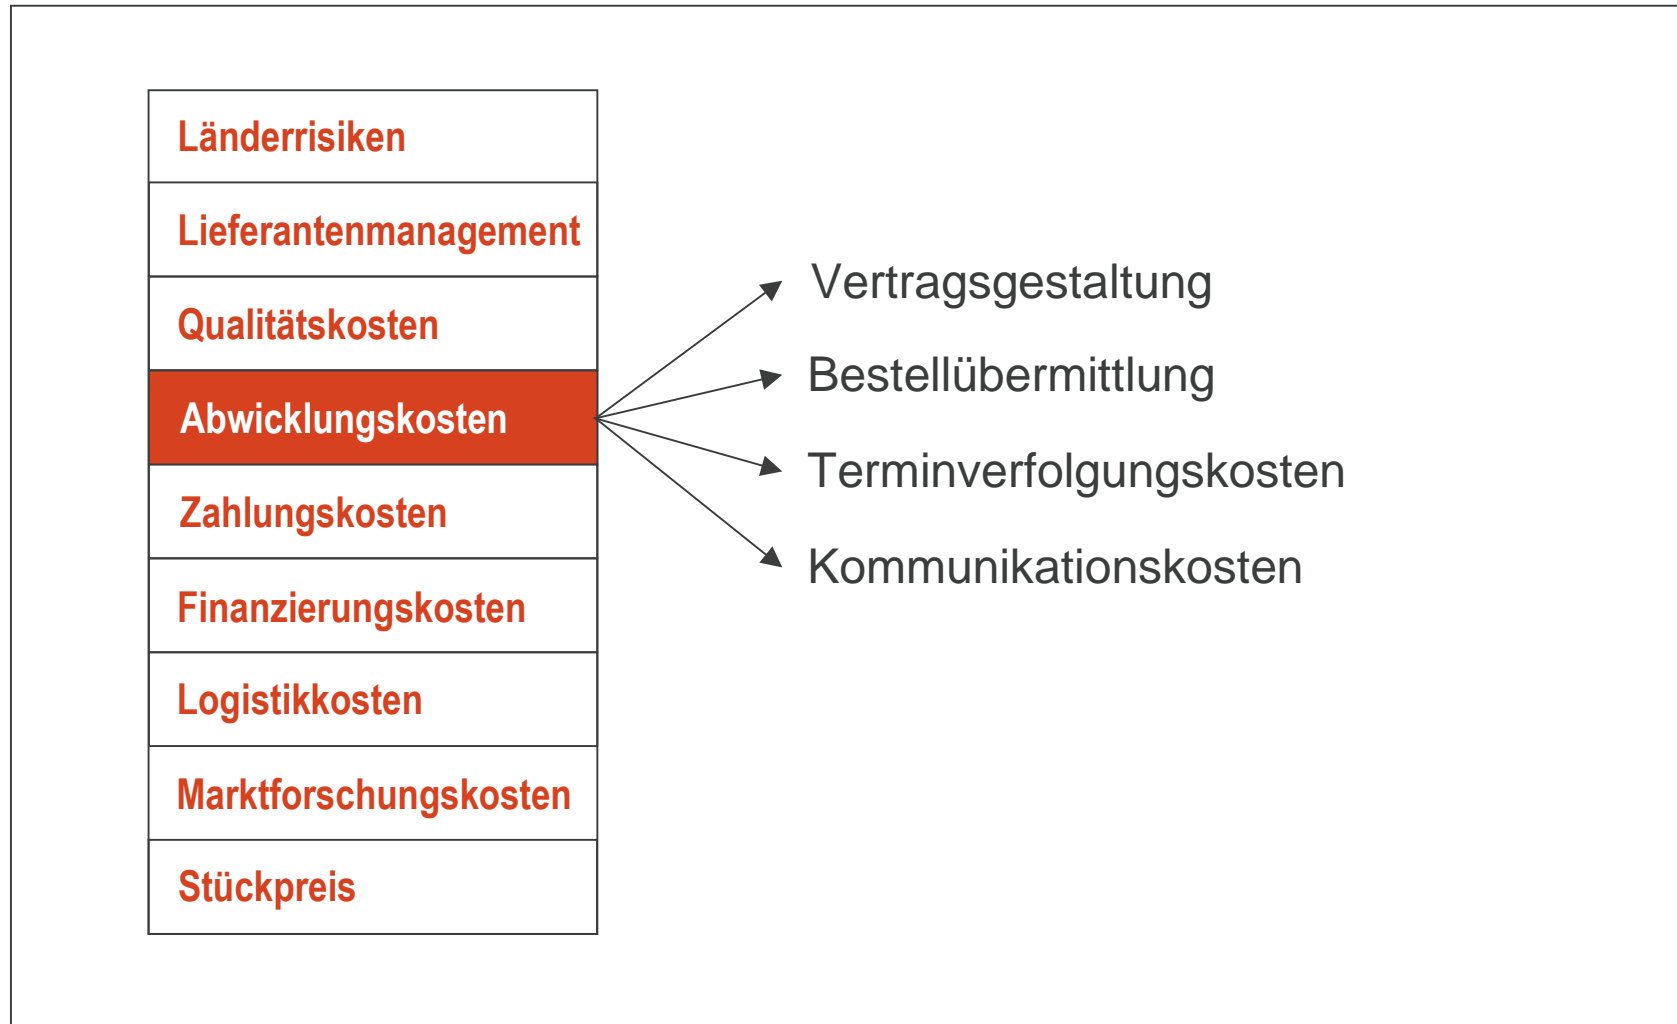 Länderrisiken
Lieferantenmanagement
Qualitätskosten
Abwicklungskosten
Zahlungskosten
Finanzierungskosten
Logistikkosten
Marktforschungskosten
Stückpreis
Vertragsgestaltung
Bestellübermittlung
Terminverfolgungskosten
Kommunikationskosten